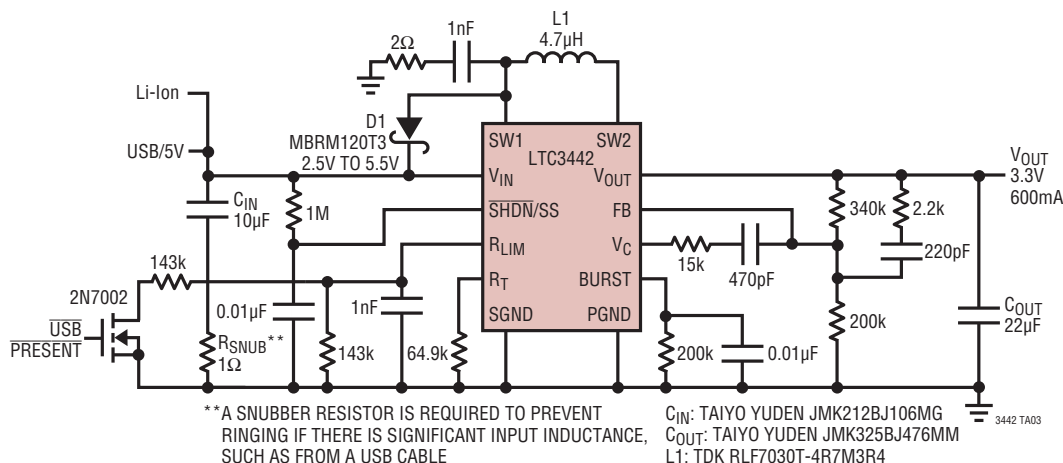 L1
4.7µH
1nF
2Ω
Li-Ion
USB/5V
D1
MBRM120T3
2.5V TO 5.5V
SW1
SW2
LTC3442
VIN
VOUT
SHDN/SS
FB
RLIM
VC
RT
BURST
SGND
PGND
VOUT
3.3V
600mA
CIN
10µF
1M
340k
2.2k
15k
470pF
220pF
143k
2N7002
0.01µF
1nF
USB
PRESENT
RSNUB**
1Ω
143k
64.9k
200k
0.01µF
200k
COUT
22µF
**A SNUBBER RESISTOR IS REQUIRED TO PREVENT
RINGING IF THERE IS SIGNIFICANT INPUT INDUCTANCE,
SUCH AS FROM A USB CABLE
CIN: TAIYO YUDEN JMK212BJ106MG
COUT: TAIYO YUDEN JMK325BJ476MM
L1: TDK RLF7030T-4R7M3R4
3442 TA03